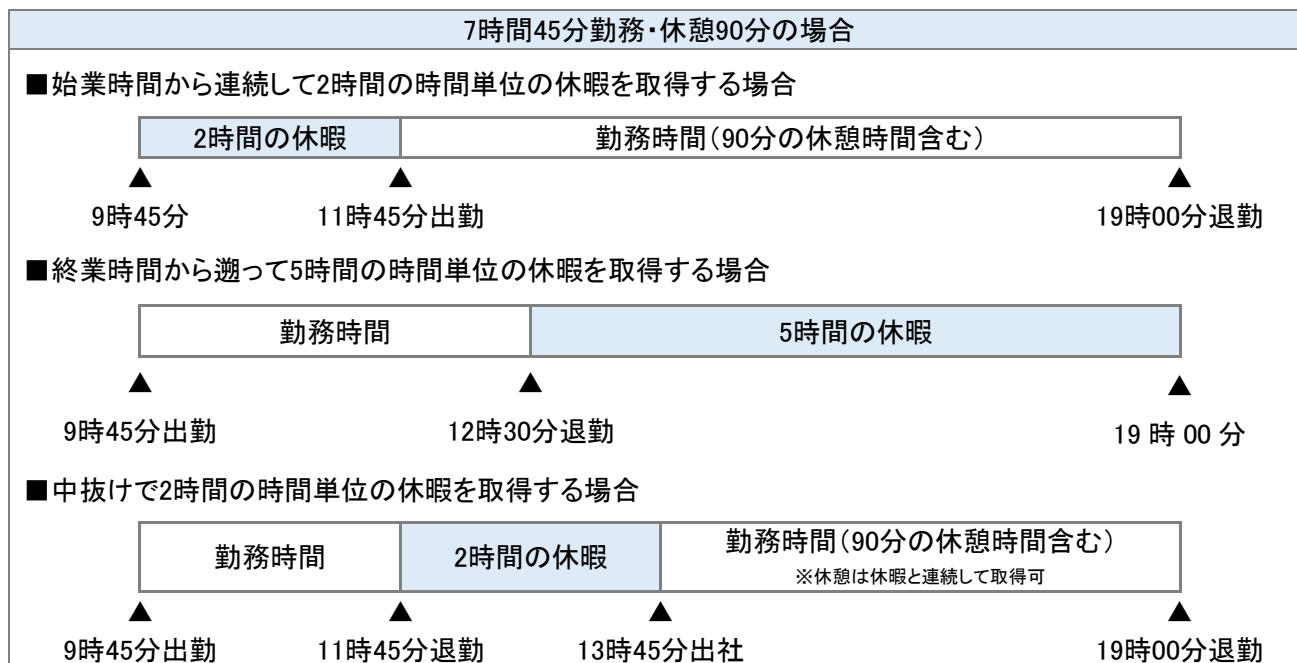 7時間45分勤務・休憩90分の場合
■始業時間から連続して2時間の時間単位の休暇を取得する場合
2時間の休暇 勤務時間(90分の休憩時間含む)
▲ ▲ ▲
9時45分 11時45分出勤 19時00分退勤
■終業時間から遡って5時間の時間単位の休暇を取得する場合
勤務時間 5時間の休暇
▲ ▲ ▲
9時45分出勤 12時30分退勤 19 時 00 分
■中抜けで2時間の時間単位の休暇を取得する場合
勤務時間 2時間の休暇 勤務時間(90分の休憩時間含む)
※休憩は休暇と連続して取得可
▲ ▲ ▲ ▲
9時45分出勤 11時45分退勤 13時45分出社 19時00分退勤